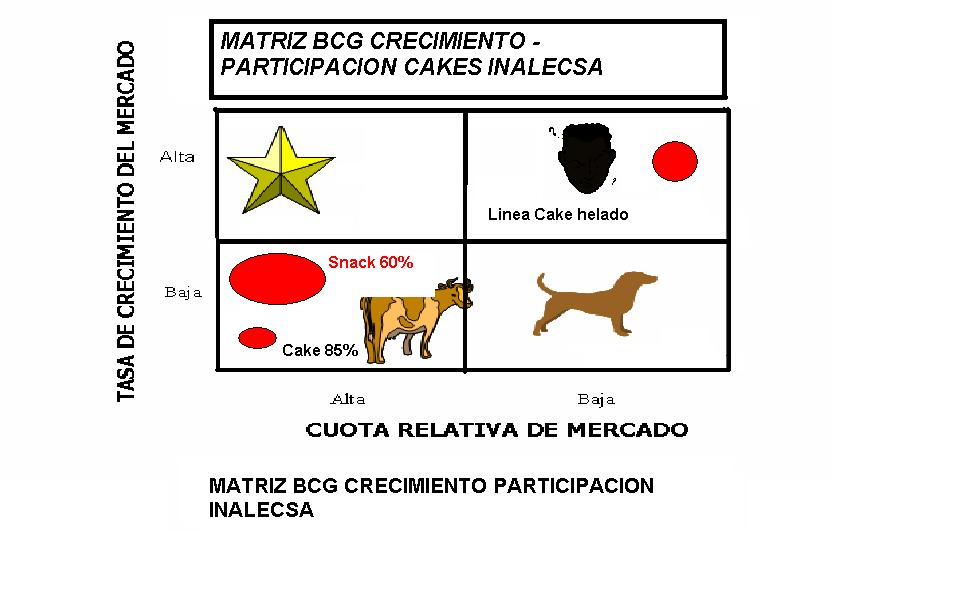 MATRIZ BCG CRECIMIENTO -
PARTICIPACION CAKES INALECSA
TASA DE CRECIMIENTO DEL MERCADO
Alta
? ?
Linea Cake helado
Baja
Snack 60%
Cake 85%
Alta
Baja
CUOTA RELATIVA DE MERCADO
MATRIZ BCG CRECIMIENTO PARTICIPACION
INALECSA